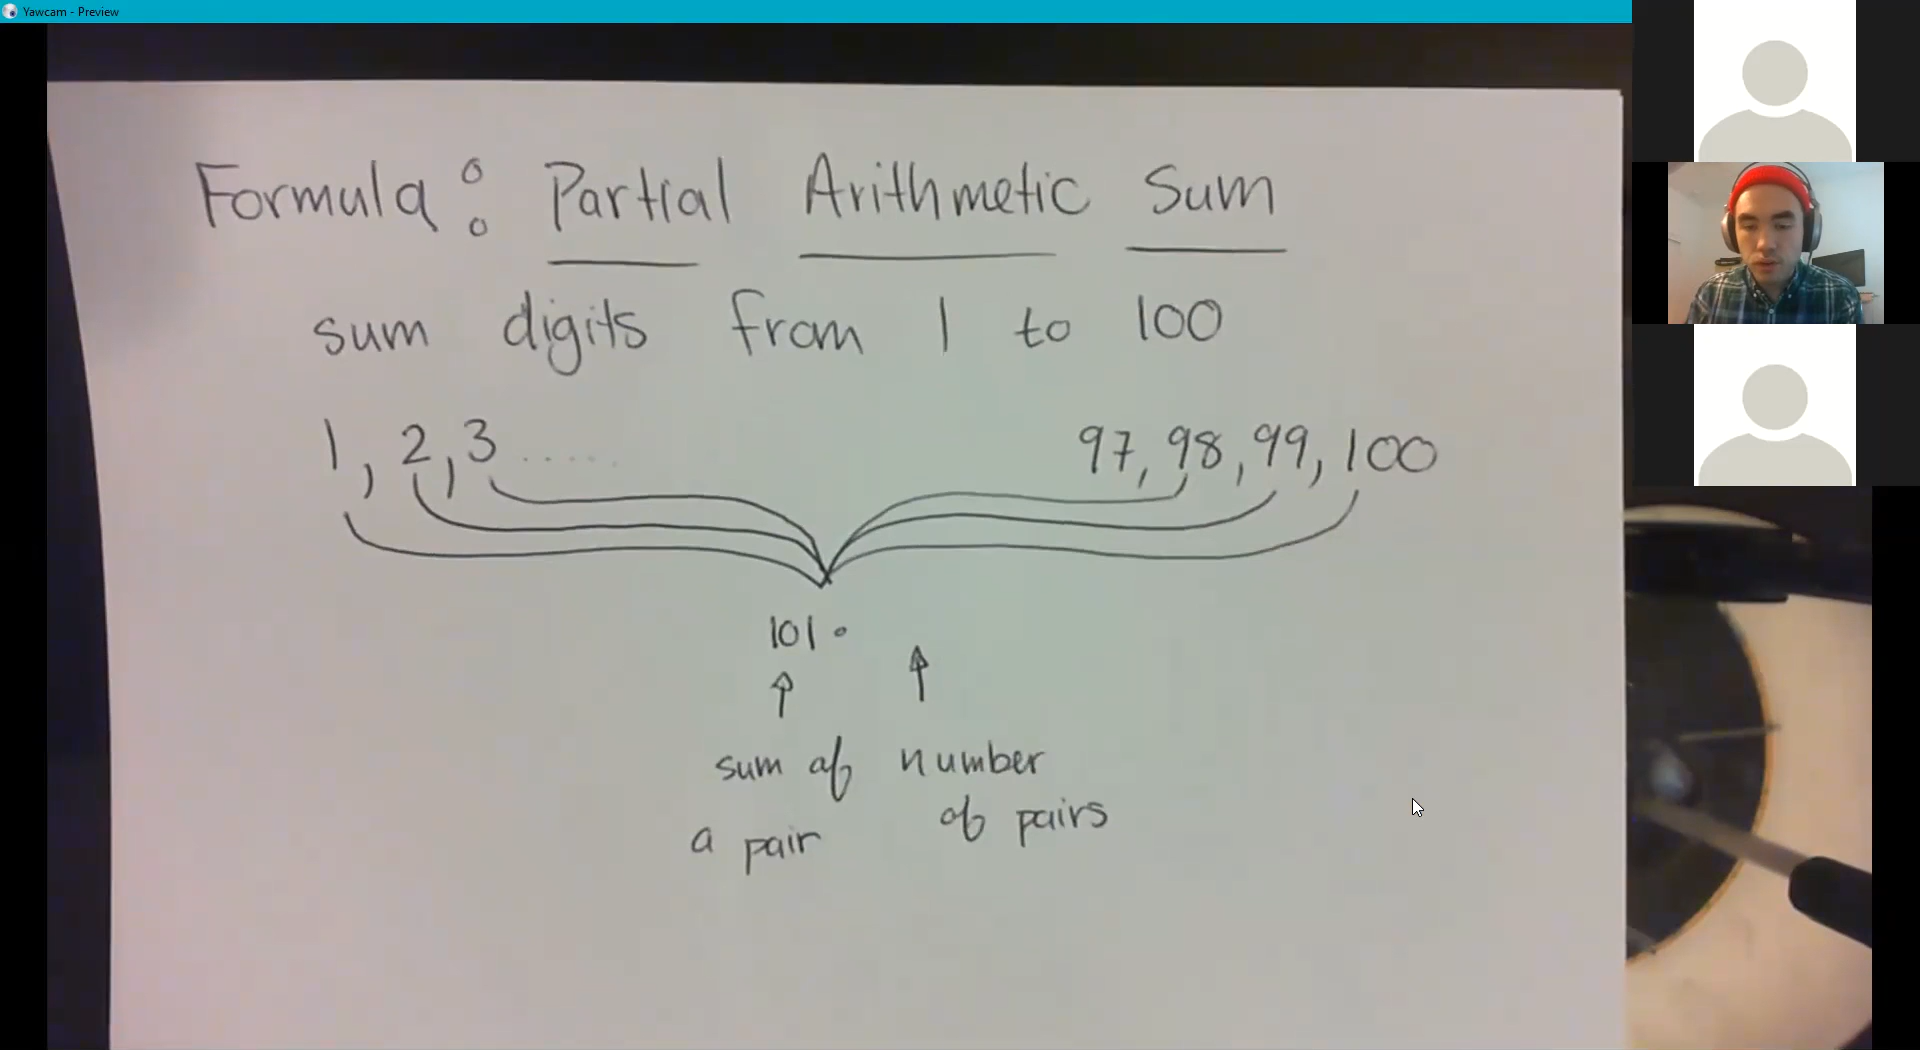 Yawcam - Preview
Formula: Partial Arithmetic Sum
sum digits from 1 to 100
1, 2, 3 ..... 97, 98, 99, 100
101 •
sum of number
a pair of pairs